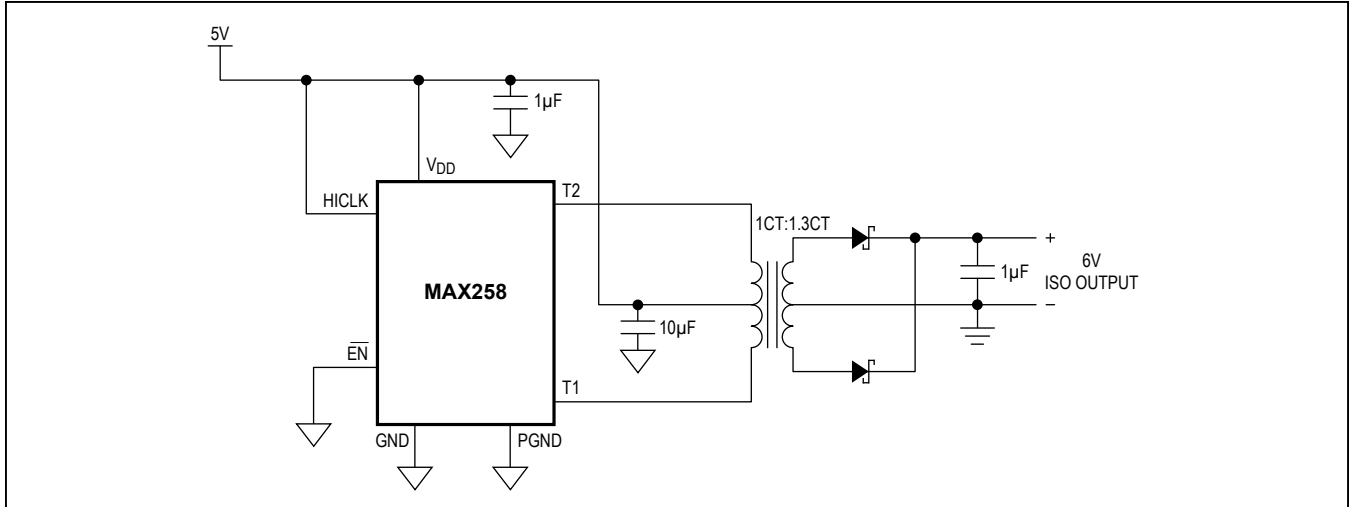 5V
1µF
VDD
HICLK
T2
1CT:1.3CT
+
MAX258
1µF
6V
ISO OUTPUT
10µF
−
EN
T1
GND
PGND